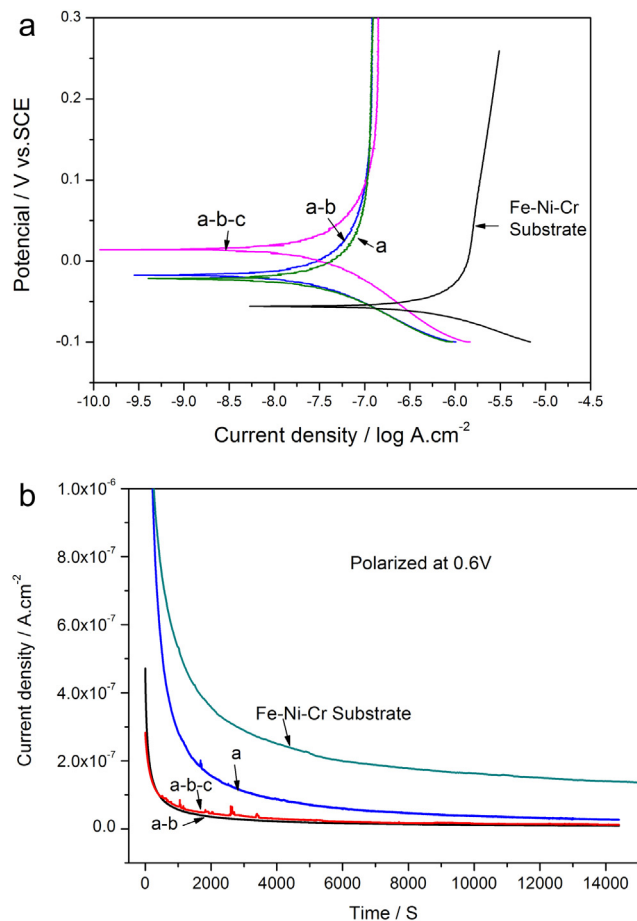 a
0.3
0.2
0.1
0.0
-0.1
Potencial / V vs.SCE
a-b-c
a-b
a
Fe-Ni-Cr
Substrate
-10.0 -9.5 -9.0 -8.5 -8.0 -7.5 -7.0 -6.5 -6.0 -5.5 -5.0 -4.5
Current density / log A.cm⁻²
b
1.0x10⁻⁶
8.0x10⁻⁷
6.0x10⁻⁷
4.0x10⁻⁷
2.0x10⁻⁷
0.0
Current density / A.cm⁻²
Polarized at 0.6V
Fe-Ni-Cr Substrate
a
a-b-c
a-b
0 2000 4000 6000 8000 10000 12000 14000
Time / S